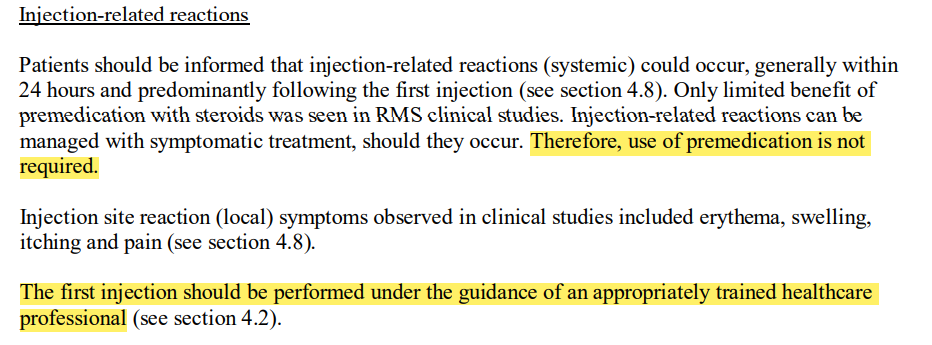 Injection-related reactions
Patients should be informed that injection-related reactions (systemic) could occur, generally within
24 hours and predominantly following the first injection (see section 4.8). Only limited benefit of
premedication with steroids was seen in RMS clinical studies. Injection-related reactions can be
managed with symptomatic treatment, should they occur. Therefore, use of premedication is not
required.
Injection site reaction (local) symptoms observed in clinical studies included erythema, swelling,
itching and pain (see section 4.8).
The first injection should be performed under the guidance of an appropriately trained healthcare
professional (see section 4.2).